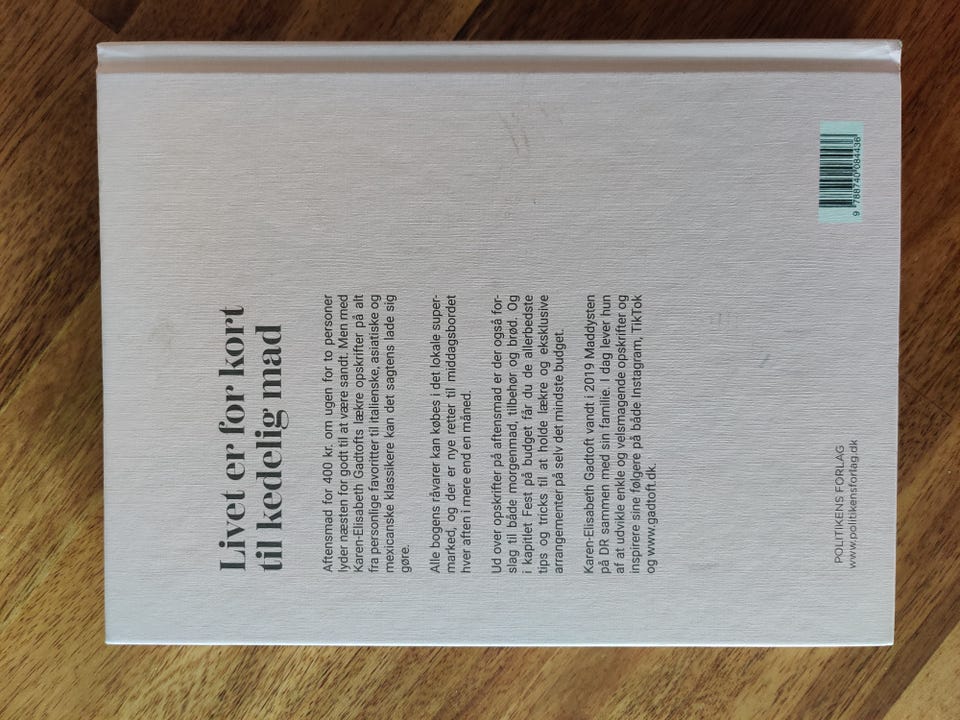 Livet er for kort
til kedelig mad
Aftensmad for 400 kr. om ugen for to personer
lyder næsten for godt til at være sandt. Men med
Karen-Elisabeth Gadtofts lækre opskrifter på alt
fra personlige favoritter til italienske, asiatiske og
mexicanske klassikere kan det sagtens lade sig
gøre.
Alle bogens råvarer kan købes i det lokale super-
marked, og der er nye retter til middagsbordet
hver aften i mere end en måned.
Ud over opskrifter på aftensmad er der også for-
slag til både morgenmad, tilbehør og brød. Og
i kapitlet Fest på budget får du de allerbedste
tips og tricks til at holde lækre og eksklusive
arrangementer på selv det mindste budget.
Karen-Elisabeth Gadtoft vandt i 2019 Maddysten
på DR sammen med sin familie. I dag lever hun
af at udvikle enkle og velsmagende opskrifter og
inspirere sine følgere på både Instagram, TikTok
og www.gadtoft.dk.
POLITIKENS FORLAG
www.politikensforlag.dk
9 788740 084436